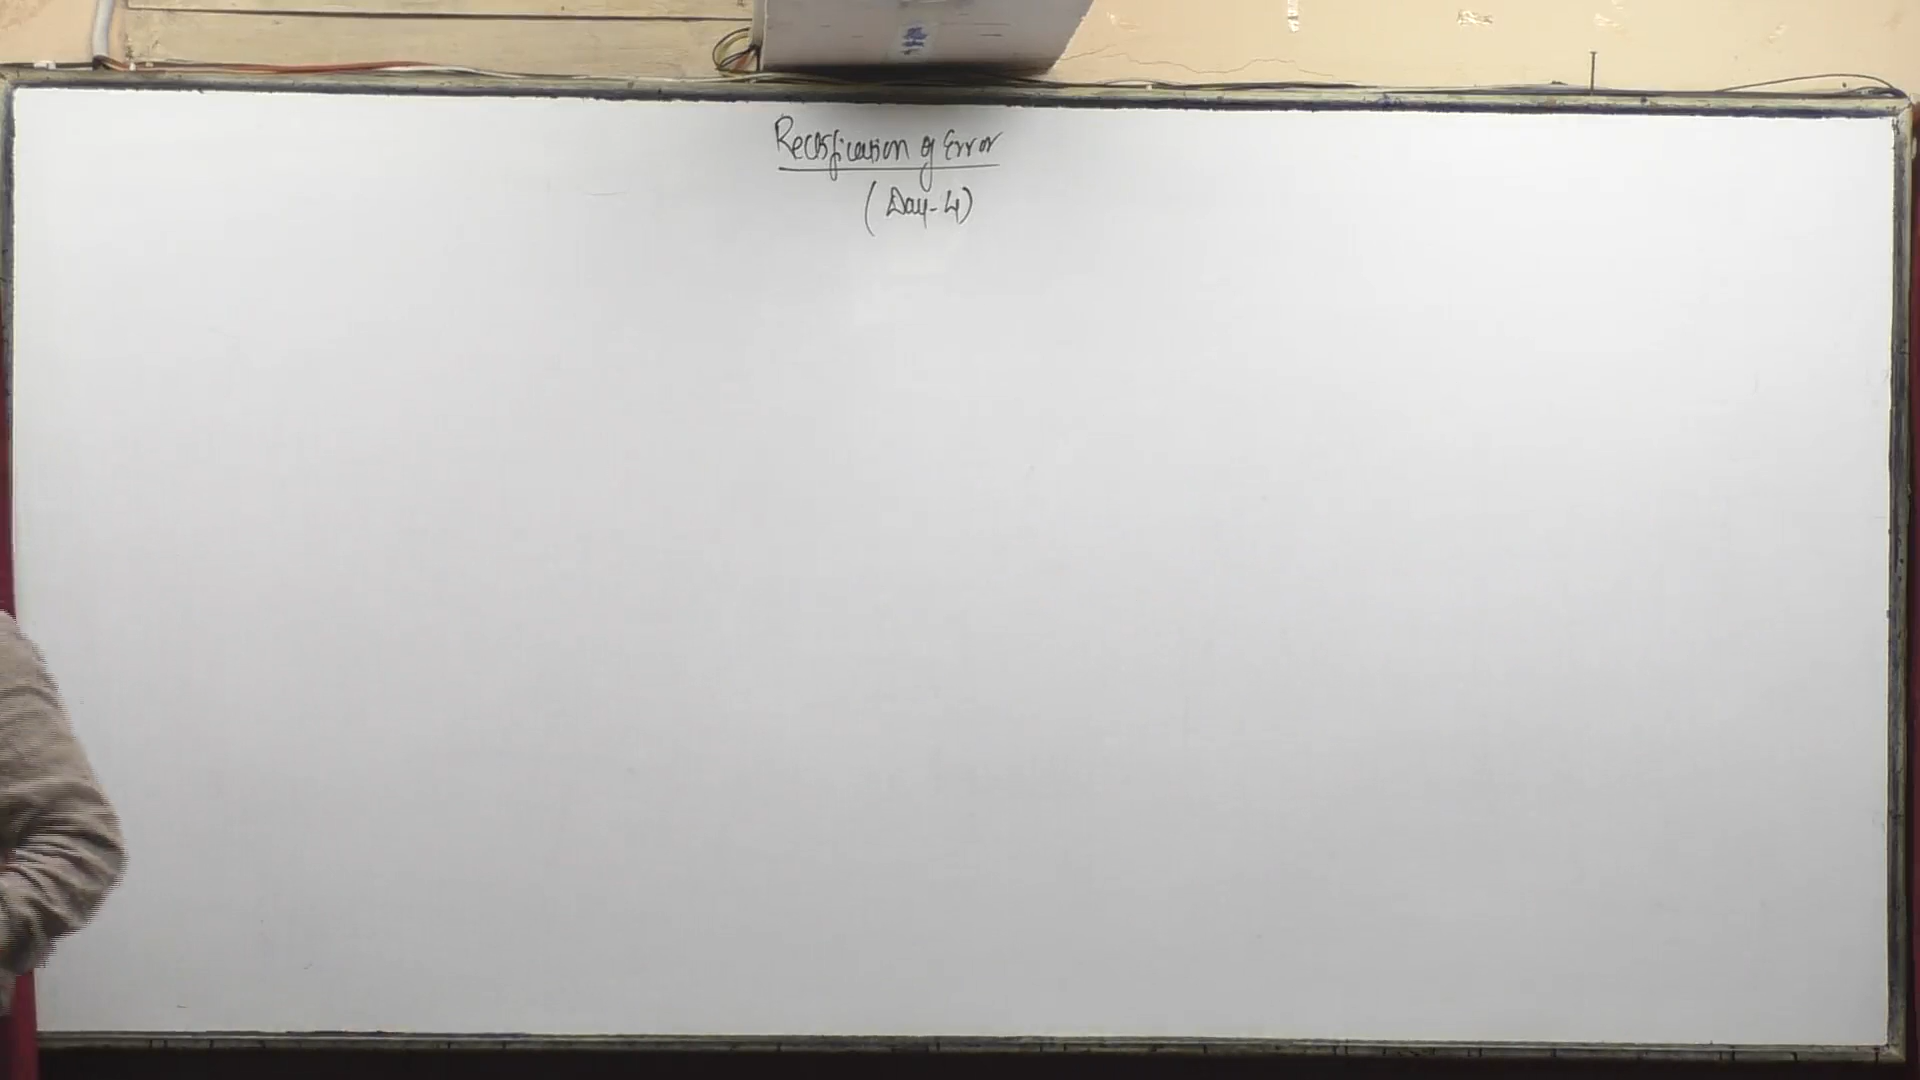 Rectification of Error
(Day-4)